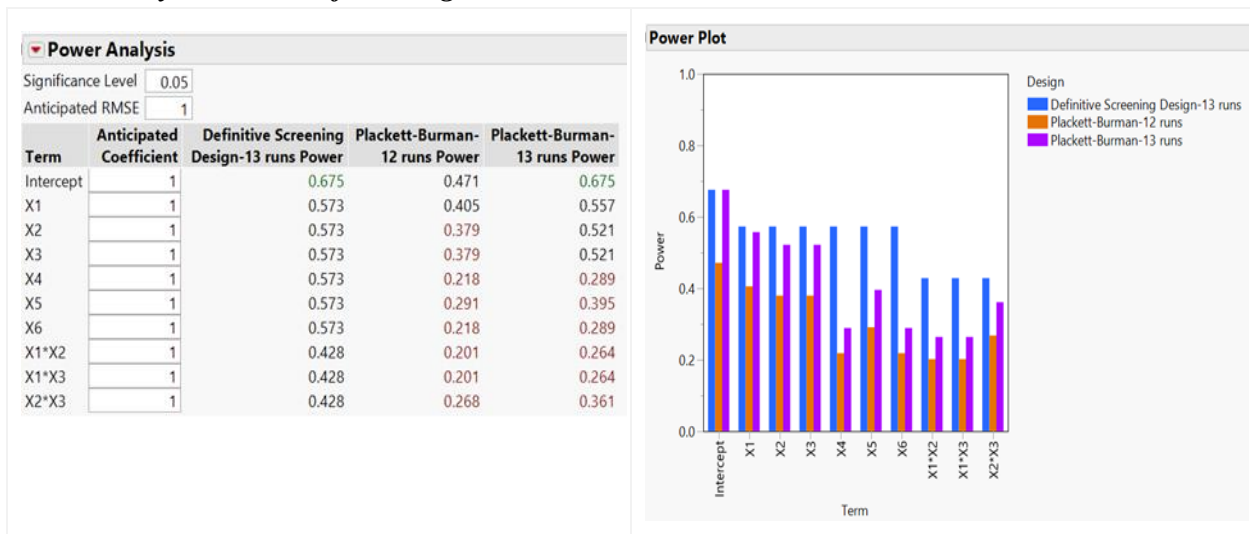 Power Analysis
Significance Level 0.05
Anticipated RMSE 1
Term Anticipated Coefficient Definitive Screening Design-13 runs Power Plackett-Burman-12 runs Power Plackett-Burman-13 runs Power
Intercept 1 0.675 0.471 0.675
X1 1 0.573 0.405 0.557
X2 1 0.573 0.379 0.521
X3 1 0.573 0.379 0.521
X4 1 0.573 0.218 0.289
X5 1 0.573 0.291 0.395
X6 1 0.573 0.218 0.289
X1*X2 1 0.428 0.201 0.264
X1*X3 1 0.428 0.201 0.264
X2*X3 1 0.428 0.268 0.361
Power Plot
1.0
0.8
0.6
0.4
0.2
0.0
Power
Intercept
X1
X2
X3
X4
X5
X6
X1*X2
X1*X3
X2*X3
Term
Design
Definitive Screening Design-13 runs
Plackett-Burman-12 runs
Plackett-Burman-13 runs